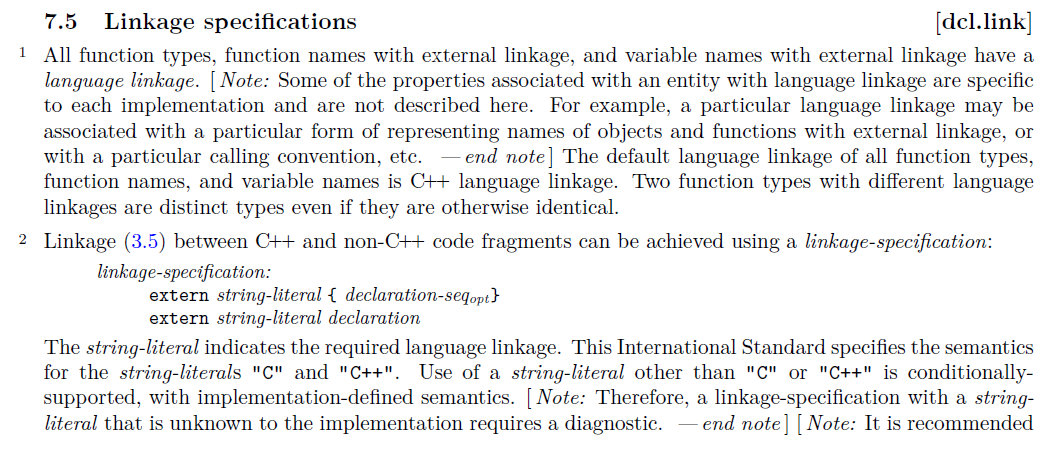 7.5 Linkage specifications [dcl.link]
1 All function types, function names with external linkage, and variable names with external linkage have a
language linkage. [ Note: Some of the properties associated with an entity with language linkage are specific
to each implementation and are not described here. For example, a particular language linkage may be
associated with a particular form of representing names of objects and functions with external linkage, or
with a particular calling convention, etc. — end note ] The default language linkage of all function types,
function names, and variable names is C++ language linkage. Two function types with different language
linkages are distinct types even if they are otherwise identical.
2 Linkage (3.5) between C++ and non-C++ code fragments can be achieved using a linkage-specification:
linkage-specification:
extern string-literal { declaration-seqopt}
extern string-literal declaration
The string-literal indicates the required language linkage. This International Standard specifies the semantics
for the string-literals "C" and "C++". Use of a string-literal other than "C" or "C++" is conditionally-
supported, with implementation-defined semantics. [ Note: Therefore, a linkage-specification with a string-
literal that is unknown to the implementation requires a diagnostic. — end note ] [ Note: It is recommended